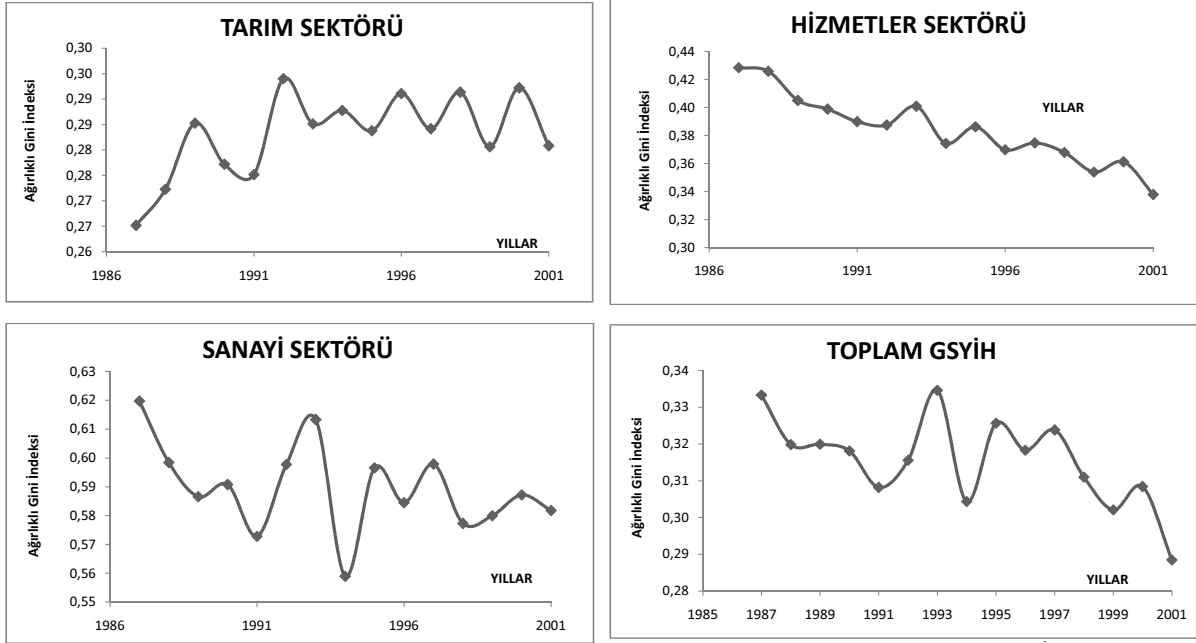 TARIM SEKTÖRÜ
Ağırlıklı Gini İndeksi
0,30
0,30
0,29
0,29
0,28
0,28
0,27
0,27
0,26
YILLAR
1986 1991 1996 2001
HİZMETLER SEKTÖRÜ
Ağırlıklı Gini İndeksi
0,44
0,42
0,40
0,38
0,36
0,34
0,32
0,30
YILLAR
1986 1991 1996 2001
SANAYİ SEKTÖRÜ
Ağırlıklı Gini İndeksi
0,63
0,62
0,61
0,60
0,59
0,58
0,57
0,56
0,55
YILLAR
1986 1991 1996 2001
TOPLAM GSYİH
Ağırlıklı Gini İndeksi
0,34
0,33
0,32
0,31
0,30
0,29
0,28
YILLAR
1985 1987 1989 1991 1993 1995 1997 1999 2001